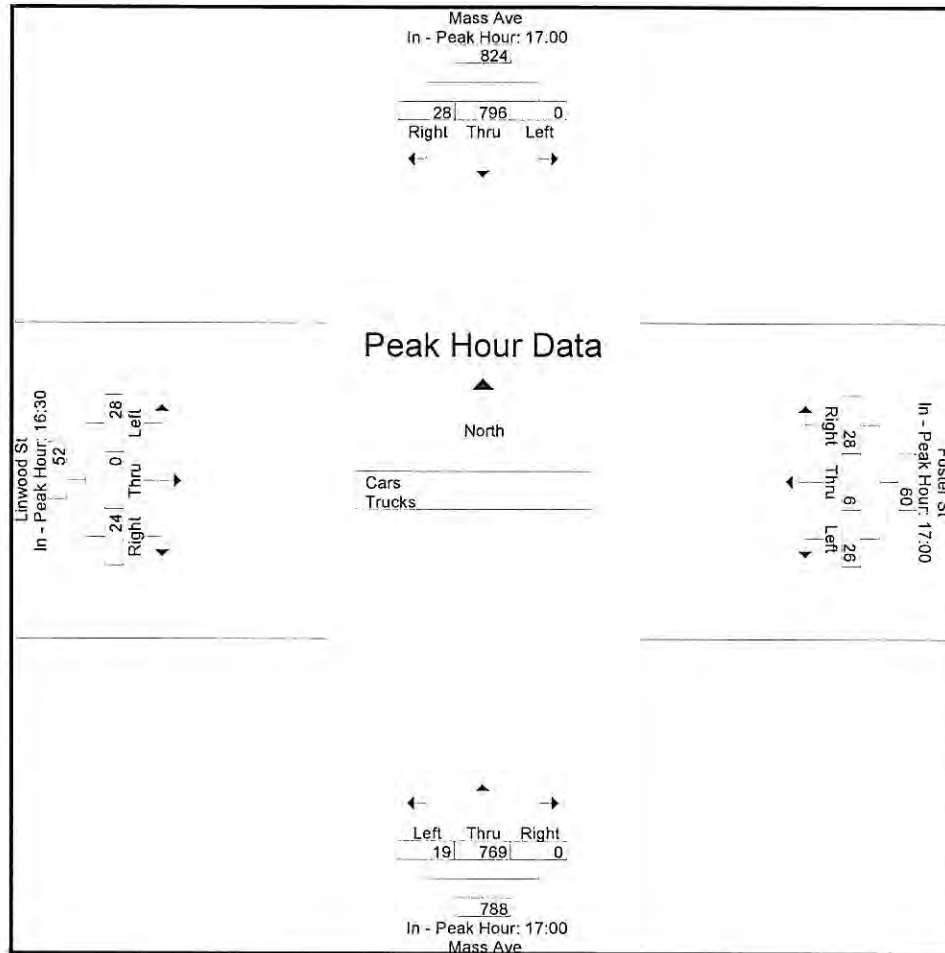 Mass Ave
In - Peak Hour: 17:00
824
28 796 0
Right Thru Left
Peak Hour Data
North
Cars
Trucks
Linwood St
In - Peak Hour: 16:30
52
28 0 24
Left Thru Right
Foster St
In - Peak Hour: 17:00
60
28 6 26
Right Thru Left
Left Thru Right
19 769 0
788
In - Peak Hour: 17:00
Mass Ave